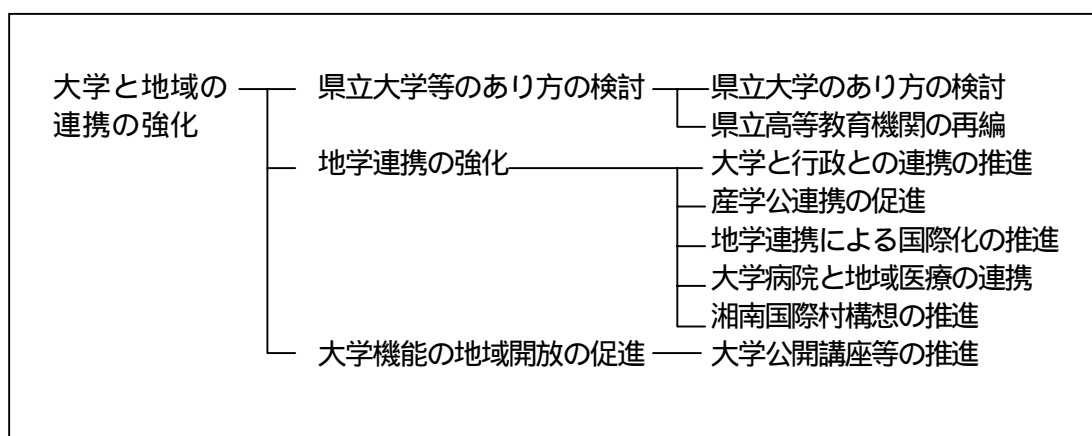 大学と地域の 県立大学等のあり方の検討 県立大学のあり方の検討
連携の強化 県立高等教育機関の再編
地学連携の強化 大学と行政との連携の推進
産学公連携の促進
地学連携による国際化の推進
大学病院と地域医療の連携
湘南国際村構想の推進
大学機能の地域開放の促進 大学公開講座等の推進